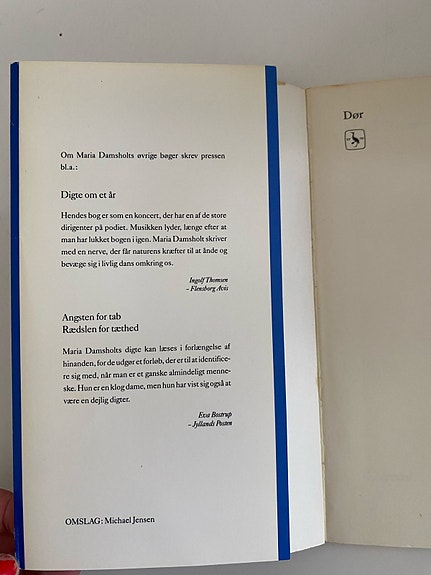 Om Maria Damsholts øvrige bøger skrev pressen
bl.a.:
Digte om et år
Hendes bog er som en koncert, der har en af de store
dirigenter på podiet. Musikken lyder, længe efter at
man har lukket bogen i igen. Maria Damsholt skriver
med en nerve, der får naturens kræfter til at ånde og
bevæge sig i livlig dans omkring os.
Ingolf Thomsen
– Flensborg Avis
Angsten for tab
Rædslen for tæthed
Maria Damsholts digte kan læses i forlængelse af
hinanden, for de udgør et forløb, der er til at identifice-
re sig med, når man er et ganske almindeligt menne-
ske. Hun er en klog dame, men hun har vist sig også at
være en dejlig digter.
Eva Bostrup
– Jyllands Posten
OMSLAG: Michael Jensen
Dør